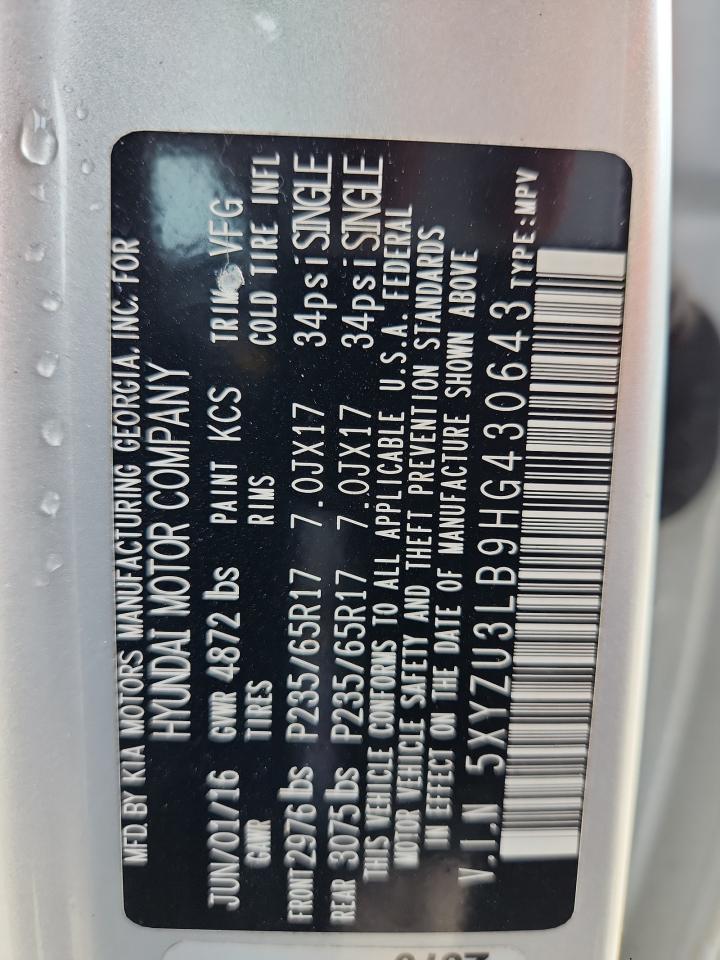 MFD. BY KIA MOTORS MANUFACTURING GEORGIA, INC. FOR
HYUNDAI MOTOR COMPANY
JUN/01/16 GVWR 4872 lbs PAINT KCS TRIM VFG
GAWR TIRES RIMS COLD TIRE INFL
FRONT 2976 lbs P235/65R17 7.0JX17 34psi SINGLE
REAR 3075 lbs P235/65R17 7.0JX17 34psi SINGLE
THIS VEHICLE CONFORMS TO ALL APPLICABLE U.S.A. FEDERAL
MOTOR VEHICLE SAFETY AND THEFT PREVENTION STANDARDS
IN EFFECT ON THE DATE OF MANUFACTURE SHOWN ABOVE
V.I.N 5XYZU3LB9HG430643 TYPE:MPV